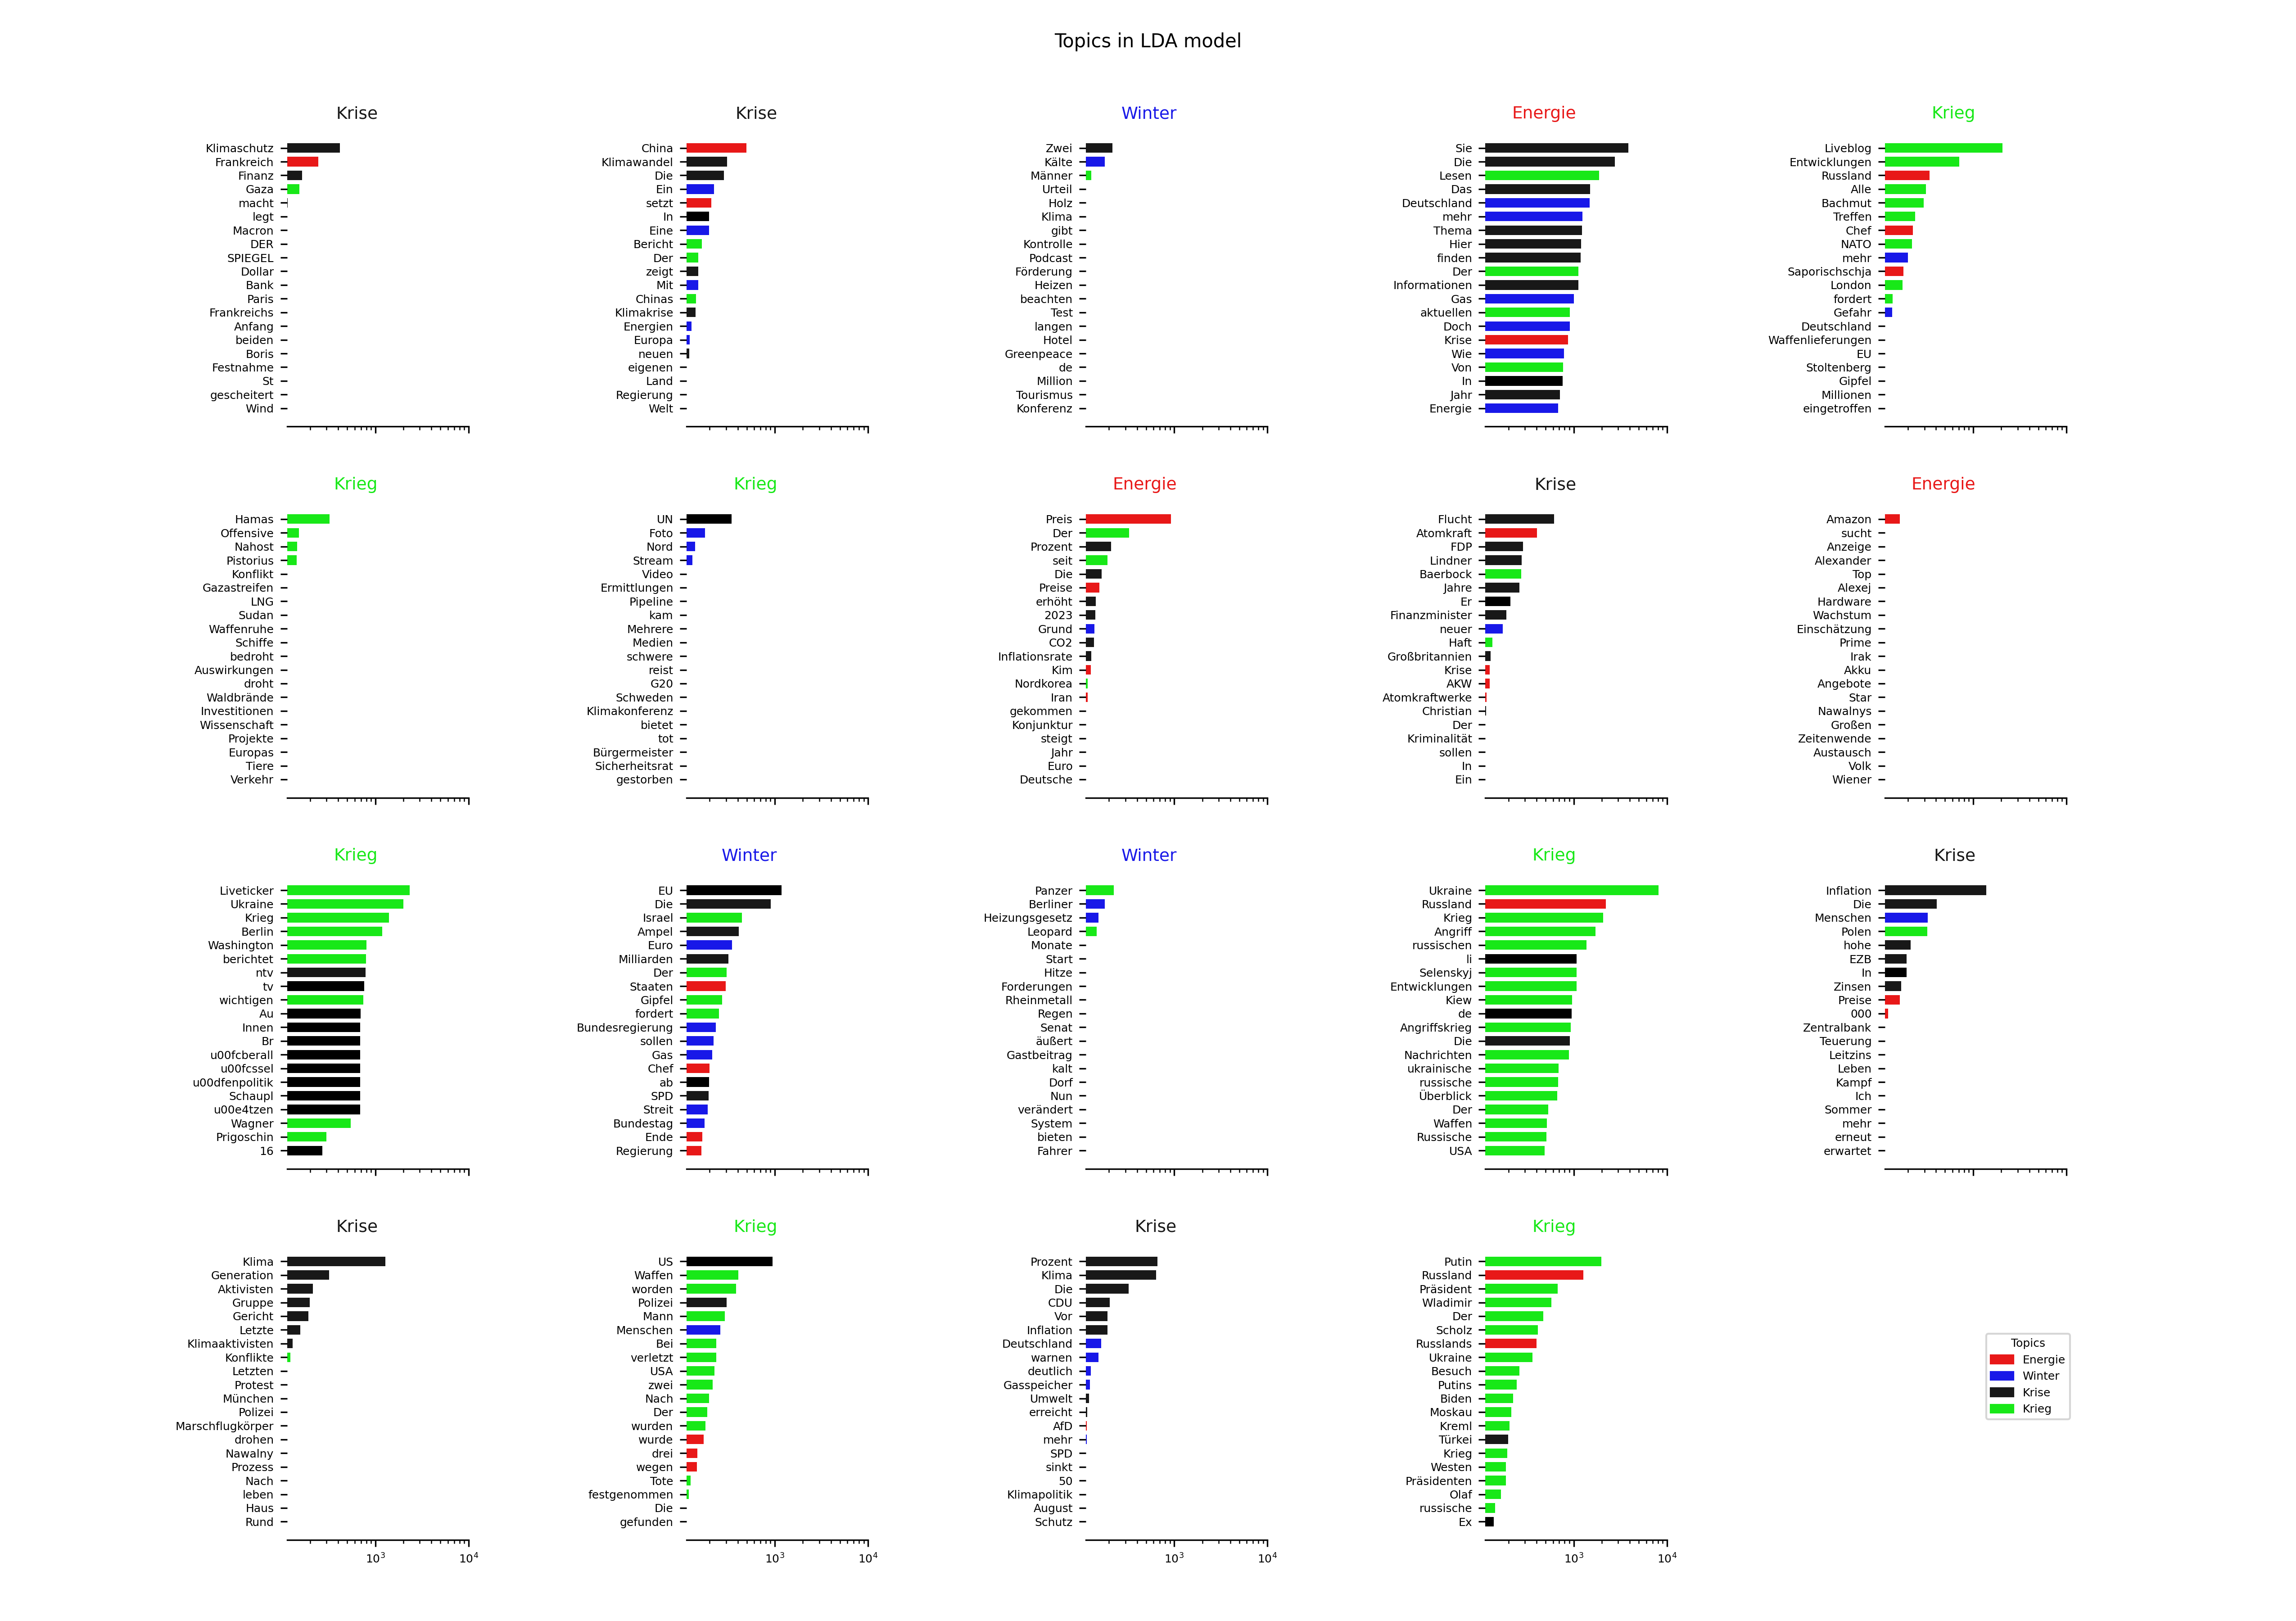 Topics in LDA model
Krise
Klimaschutz
Frankreich
Finanz
Gaza
macht
legt
Macron
DER
SPIEGEL
Dollar
Bank
Paris
Frankreichs
Anfang
beiden
Boris
Festnahme
St
gescheitert
Wind
Krise
China
Klimawandel
Die
Ein
setzt
In
Eine
Bericht
Der
zeigt
Mit
Chinas
Klimakrise
Energien
Europa
neuen
eigenen
Land
Regierung
Welt
Winter
Zwei
Kälte
Männer
Urteil
Holz
Klima
gibt
Kontrolle
Podcast
Förderung
Heizen
beachten
Test
langen
Hotel
Greenpeace
de
Million
Tourismus
Konferenz
Energie
Sie
Die
Lesen
Das
Deutschland
mehr
Thema
Hier
finden
Der
Informationen
Gas
aktuellen
Doch
Krise
Wie
Von
In
Jahr
Energie
Krieg
Liveblog
Entwicklungen
Russland
Alle
Bachmut
Treffen
Chef
NATO
mehr
Saporischschja
London
fordert
Gefahr
Deutschland
Waffenlieferungen
EU
Stoltenberg
Gipfel
Millionen
eingetroffen
Krieg
Hamas
Offensive
Nahost
Pistorius
Konflikt
Gazastreifen
LNG
Sudan
Waffenruhe
Schiffe
bedroht
Auswirkungen
droht
Waldbrände
Investitionen
Wissenschaft
Projekte
Europas
Tiere
Verkehr
Krieg
UN
Foto
Nord
Stream
Video
Ermittlungen
Pipeline
kam
Mehrere
Medien
schwere
reist
G20
Schweden
Klimakonferenz
bietet
tot
Bürgermeister
Sicherheitsrat
gestorben
Energie
Preis
Der
Prozent
seit
Die
Preise
erhöht
2023
Grund
CO2
Inflationsrate
Kim
Nordkorea
Iran
gekommen
Konjunktur
steigt
Jahr
Euro
Deutsche
Krise
Flucht
Atomkraft
FDP
Lindner
Baerbock
Jahre
Er
Finanzminister
neuer
Haft
Großbritannien
Krise
AKW
Atomkraftwerke
Christian
Der
Kriminalität
sollen
In
Ein
Energie
Amazon
sucht
Anzeige
Alexander
Top
Alexej
Hardware
Wachstum
Einschätzung
Prime
Irak
Akku
Angebote
Star
Nawalnys
Großen
Zeitenwende
Austausch
Volk
Wiener
Krieg
Liveticker
Ukraine
Krieg
Berlin
Washington
berichtet
ntv
tv
wichtigen
Au
Innen
Br
u00fcberall
u00fcssel
u00dfenpolitik
Schaupl
u00e4tzen
Wagner
Prigoschin
16
Winter
EU
Die
Israel
Ampel
Euro
Milliarden
Der
Staaten
Gipfel
fordert
Bundesregierung
sollen
Gas
Chef
ab
SPD
Streit
Bundestag
Ende
Regierung
Winter
Panzer
Berliner
Heizungsgesetz
Leopard
Monate
Start
Hitze
Forderungen
Rheinmetall
Regen
Senat
äußert
Gastbeitrag
kalt
Dorf
Nun
verändert
System
bieten
Fahrer
Krieg
Ukraine
Russland
Krieg
Angriff
russischen
li
Selenskyj
Entwicklungen
Kiew
de
Angriffskrieg
Die
Nachrichten
ukrainische
russische
Überblick
Der
Waffen
Russische
USA
Krise
Inflation
Die
Menschen
Polen
hohe
EZB
In
Zinsen
Preise
000
Zentralbank
Teuerung
Leitzins
Leben
Kampf
Ich
Sommer
mehr
erneut
erwartet
Krise
Klima
Generation
Aktivisten
Gruppe
Gericht
Letzte
Klimaaktivisten
Konflikte
Letzten
Protest
München
Polizei
Marschflugkörper
drohen
Nawalny
Prozess
Nach
leben
Haus
Rund
10³ 10⁴
Krieg
US
Waffen
worden
Polizei
Mann
Menschen
Bei
verletzt
USA
zwei
Nach
Der
wurden
wurde
drei
wegen
Tote
festgenommen
Die
gefunden
10³ 10⁴
Krise
Prozent
Klima
Die
CDU
Vor
Inflation
Deutschland
warnen
deutlich
Gasspeicher
Umwelt
erreicht
AfD
mehr
SPD
sinkt
50
Klimapolitik
August
Schutz
10³ 10⁴
Krieg
Putin
Russland
Präsident
Wladimir
Der
Scholz
Russlands
Ukraine
Besuch
Putins
Biden
Moskau
Kreml
Türkei
Krieg
Westen
Präsidenten
Olaf
russische
Ex
10³ 10⁴
Topics
Energie
Winter
Krise
Krieg